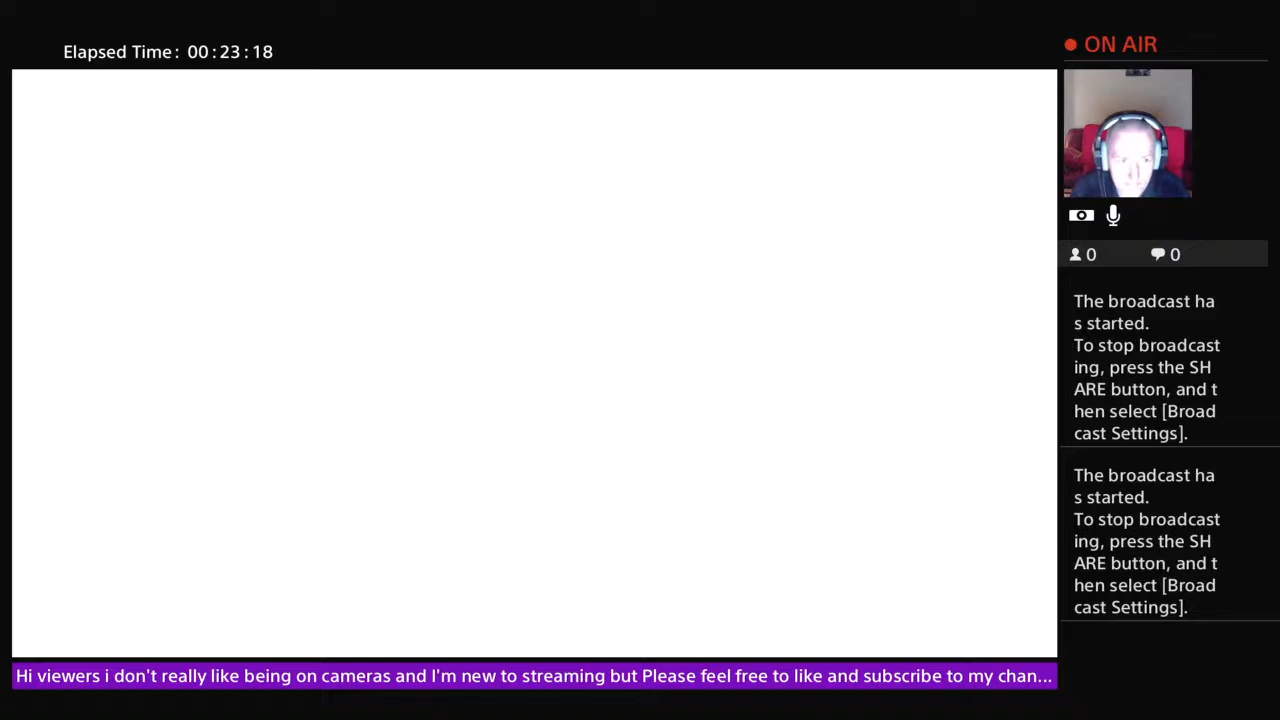 Elapsed Time: 00:23:18
ON AIR
0 0
The broadcast ha
s started.
To stop broadcast
ing, press the SH
ARE button, and t
hen select [Broad
cast Settings].
The broadcast ha
s started.
To stop broadcast
ing, press the SH
ARE button, and t
hen select [Broad
cast Settings].
Hi viewers i don't really like being on cameras and I'm new to streaming but Please feel free to like and subscribe to my chan...